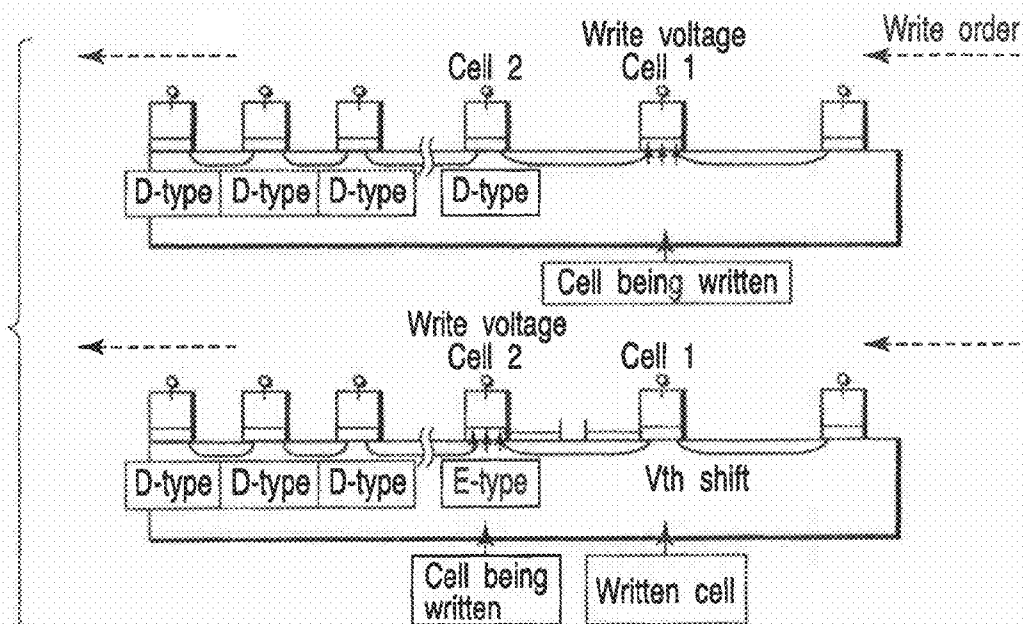 Write voltage
Write order
Cell 2
Cell 1
D-type D-type D-type D-type
Cell being written
Write voltage
Cell 2
Cell 1
D-type D-type D-type E-type Vth shift
Cell being
written
Written cell